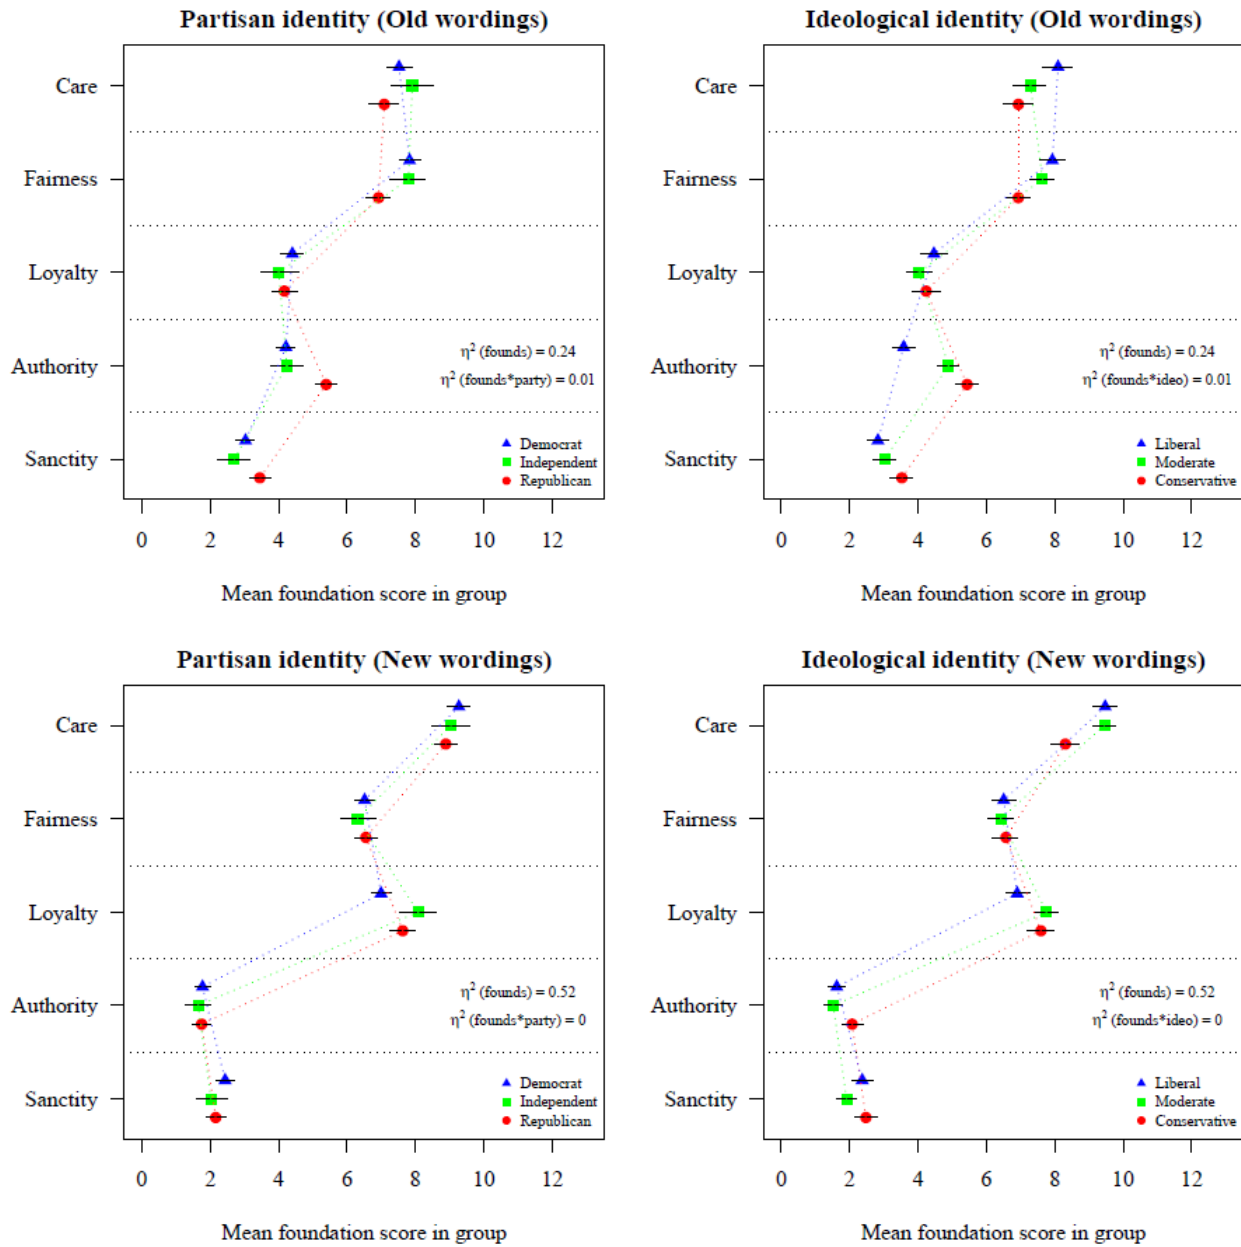 Partisan identity (Old wordings)
Care
Fairness
Loyalty
Authority
Sanctity
η² (founds) = 0.24
η² (founds*party) = 0.01
Democrat
Independent
Republican
0 2 4 6 8 10 12
Mean foundation score in group
Ideological identity (Old wordings)
Care
Fairness
Loyalty
Authority
Sanctity
η² (founds) = 0.24
η² (founds*ideo) = 0.01
Liberal
Moderate
Conservative
0 2 4 6 8 10 12
Mean foundation score in group
Partisan identity (New wordings)
Care
Fairness
Loyalty
Authority
Sanctity
η² (founds) = 0.52
η² (founds*party) = 0
Democrat
Independent
Republican
0 2 4 6 8 10 12
Mean foundation score in group
Ideological identity (New wordings)
Care
Fairness
Loyalty
Authority
Sanctity
η² (founds) = 0.52
η² (founds*ideo) = 0
Liberal
Moderate
Conservative
0 2 4 6 8 10 12
Mean foundation score in group